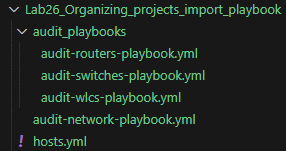 Lab26_Organizing_projects_import_playbook
audit_playbooks
audit-routers-playbook.yml
audit-switches-playbook.yml
audit-wlcs-playbook.yml
audit-network-playbook.yml
! hosts.yml